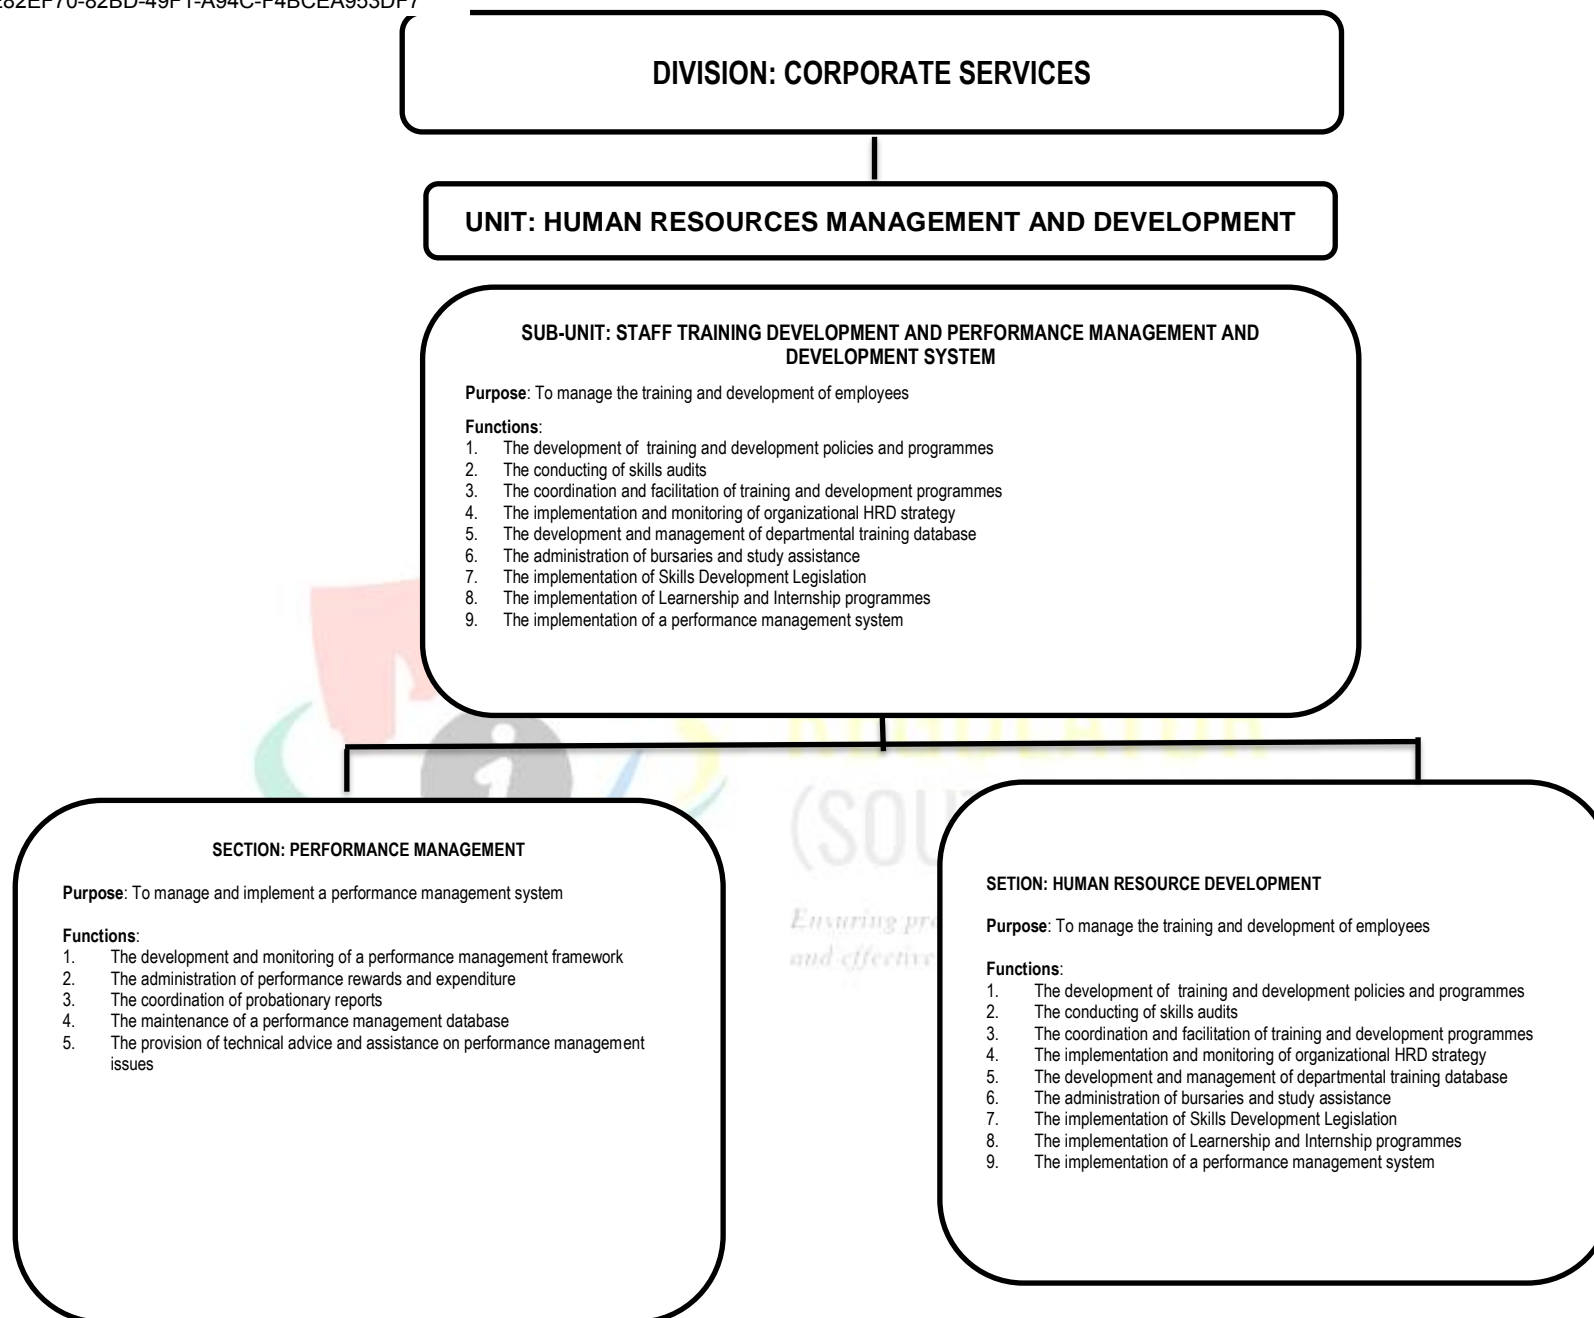 DIVISION: CORPORATE SERVICES
UNIT: HUMAN RESOURCES MANAGEMENT AND DEVELOPMENT
SUB-UNIT: STAFF TRAINING DEVELOPMENT AND PERFORMANCE MANAGEMENT AND
DEVELOPMENT SYSTEM
Purpose: To manage the training and development of employees
Functions:
1. The development of training and development policies and programmes
2. The conducting of skills audits
3. The coordination and facilitation of training and development programmes
4. The implementation and monitoring of organizational HRD strategy
5. The development and management of departmental training database
6. The administration of bursaries and study assistance
7. The implementation of Skills Development Legislation
8. The implementation of Learnership and Internship programmes
9. The implementation of a performance management system
SECTION: PERFORMANCE MANAGEMENT
Purpose: To manage and implement a performance management system
Functions:
1. The development and monitoring of a performance management framework
2. The administration of performance rewards and expenditure
3. The coordination of probationary reports
4. The maintenance of a performance management database
5. The provision of technical advice and assistance on performance management
issues
Ensuring
and effective
SETION: HUMAN RESOURCE DEVELOPMENT
Purpose: To manage the training and development of employees
Functions:
1. The development of training and development policies and programmes
2. The conducting of skills audits
3. The coordination and facilitation of training and development programmes
4. The implementation and monitoring of organizational HRD strategy
5. The development and management of departmental training database
6. The administration of bursaries and study assistance
7. The implementation of Skills Development Legislation
8. The implementation of Learnership and Internship programmes
9. The implementation of a performance management system